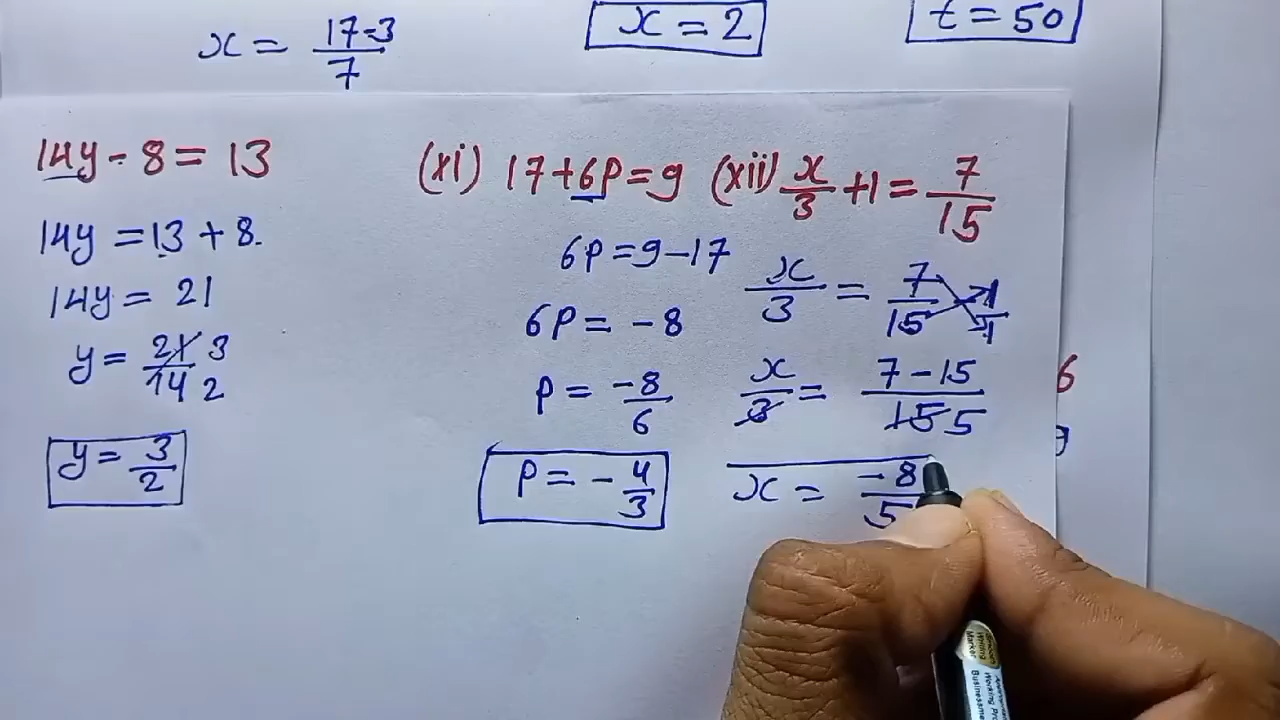 x = 17-3/7
x = 2
t = 50
14y - 8 = 13
14y = 13 + 8
14y = 21
y = 21/14 3/2
y = 3/2
(xi) 17 + 6P = 9
6P = 9 - 17
6P = - 8
P = -8/6
P = - 4/3
(xii) x/3 + 1 = 7/15
x/3 = 7/15 - 1/1
x/3 = 7 - 15/15 5
x = -8/5
6